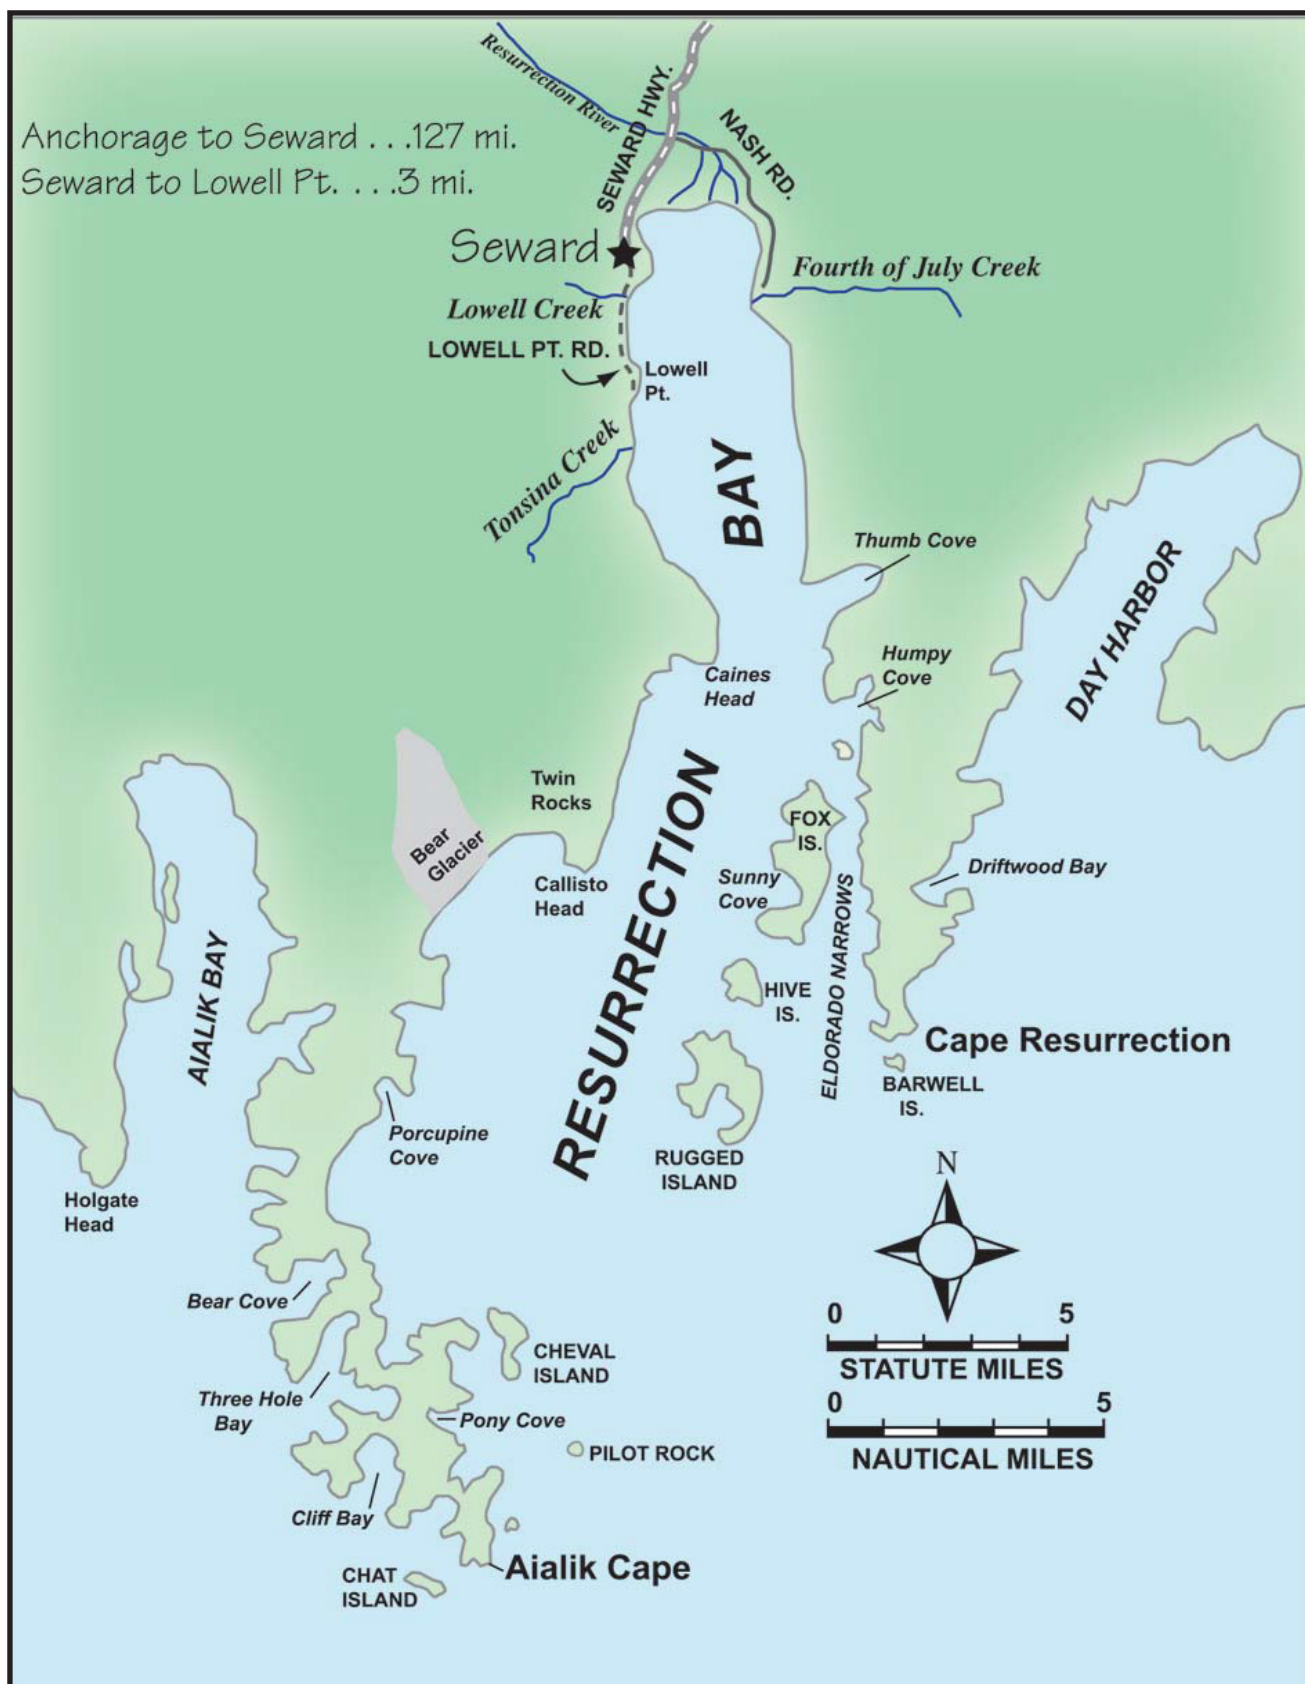 Resurrection River
SEWARD HWY.
NASH RD.
Anchorage to Seward . . .127 mi.
Seward to Lowell Pt. . . .3 mi.
Seward
Fourth of July Creek
Lowell Creek
LOWELL PT. RD.
Lowell
Pt.
Tonsina Creek
BAY
Thumb Cove
DAY HARBOR
Humpy
Cove
Caines
Head
Twin
Rocks
FOX
IS.
Bear
Glacier
RESURRECTION
Callisto
Head
Sunny
Cove
Driftwood Bay
AIALIK BAY
ELDORADO NARROWS
HIVE
IS.
Cape Resurrection
BARWELL
IS.
Porcupine
Cove
RUGGED
ISLAND
N
Holgate
Head
Bear Cove
0 5
STATUTE MILES
CHEVAL
ISLAND
Three Hole
Bay
Pony Cove
0 5
NAUTICAL MILES
PILOT ROCK
Cliff Bay
Aialik Cape
CHAT
ISLAND